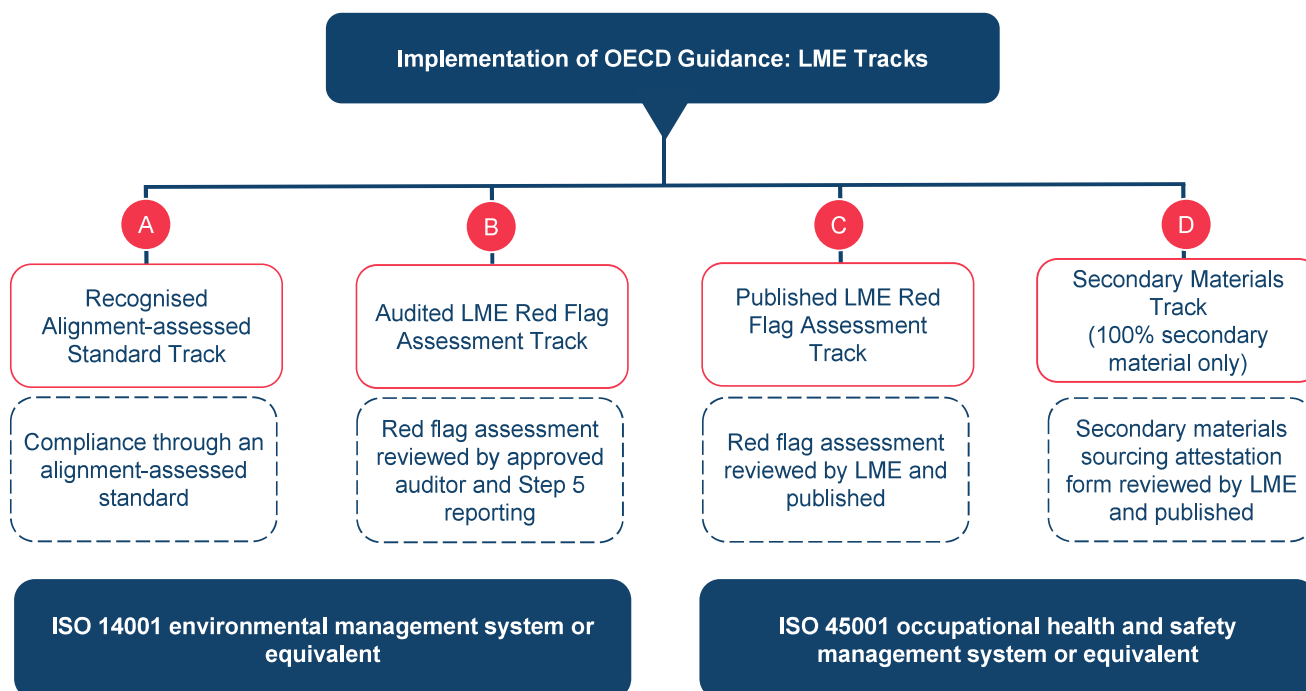 Implementation of OECD Guidance: LME Tracks
A
B
C
D
Recognised
Alignment-assessed
Standard Track
Audited LME Red Flag
Assessment Track
Published LME Red
Flag Assessment
Track
Secondary Materials
Track
(100% secondary
material only)
Compliance through an
alignment-assessed
standard
Red flag assessment
reviewed by approved
auditor and Step 5
reporting
Red flag assessment
reviewed by LME and
published
Secondary materials
sourcing attestation
form reviewed by LME
and published
ISO 14001 environmental management system or
equivalent
ISO 45001 occupational health and safety
management system or equivalent